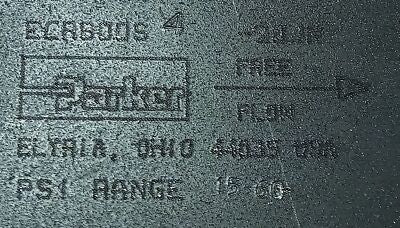 4
FREE
Parker
FLOW
ELYRIA, OHIO 44035 USA
PSI RANGE 15-60